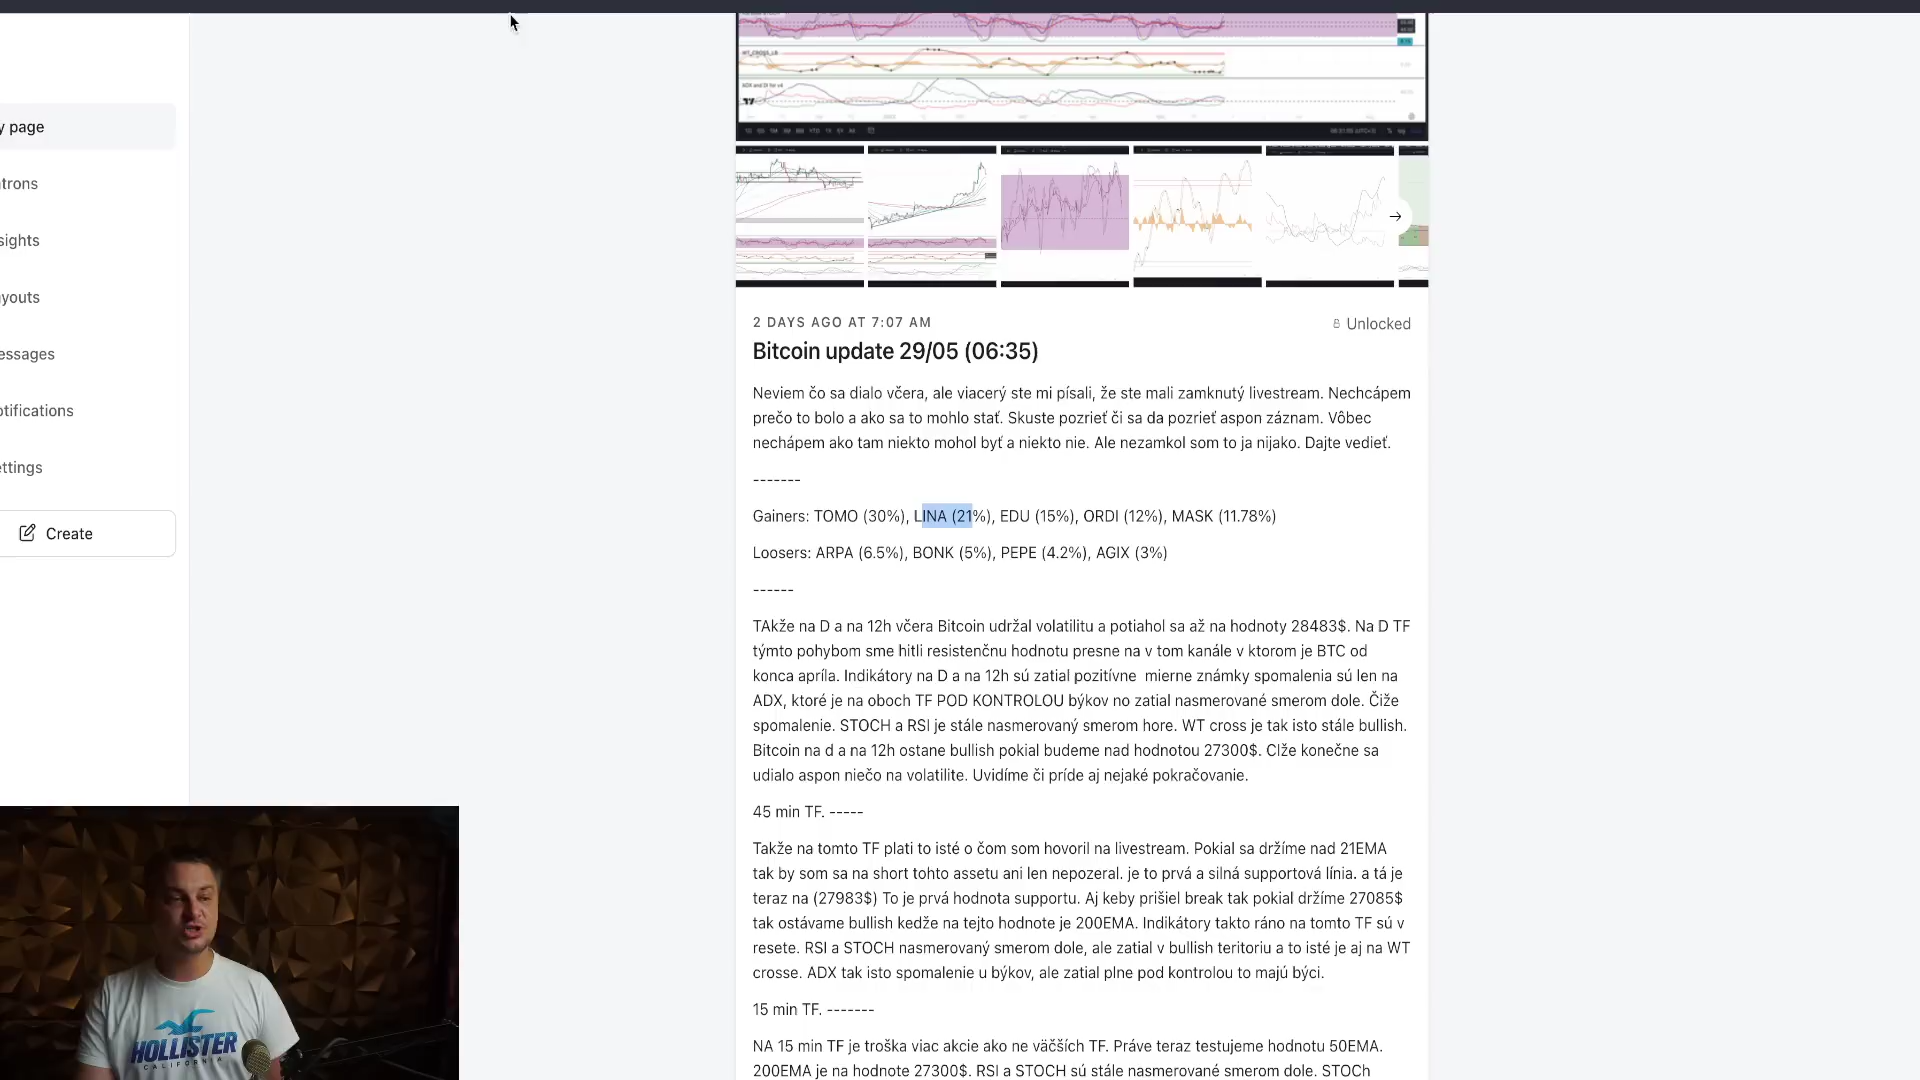 y page
trons
sights
youts
essages
otifications
ettings
Create
2 DAYS AGO AT 7:07 AM
Unlocked
Bitcoin update 29/05 (06:35)
Neviem čo sa dialo včera, ale viacerý ste mi písali, že ste mali zamknutý livestream. Nechcápem
prečo to bolo a ako sa to mohlo stať. Skuste pozrieť či sa da pozrieť aspon záznam. Vôbec
nechápem ako tam niekto mohol byť a niekto nie. Ale nezamkol som to ja nijako. Dajte vedieť.
-------
Gainers: TOMO (30%), LINA (21%), EDU (15%), ORDI (12%), MASK (11.78%)
Loosers: ARPA (6.5%), BONK (5%), PEPE (4.2%), AGIX (3%)
------
TAkže na D a na 12h včera Bitcoin udržal volatilitu a potiahol sa až na hodnoty 28483$. Na D TF
týmto pohybom sme hitli resistenčnu hodnotu presne na v tom kanále v ktorom je BTC od
konca apríla. Indikátory na D a na 12h sú zatial pozitívne  mierne známky spomalenia sú len na
ADX, ktoré je na oboch TF POD KONTROLOU býkov no zatial nasmerované smerom dole. Čiže
spomalenie. STOCH a RSI je stále nasmerovaný smerom hore. WT cross je tak isto stále bullish.
Bitcoin na d a na 12h ostane bullish pokial budeme nad hodnotou 27300$. CIže konečne sa
udialo aspon niečo na volatilite. Uvidíme či príde aj nejaké pokračovanie.
45 min TF. -----
Takže na tomto TF plati to isté o čom som hovoril na livestream. Pokial sa držíme nad 21EMA
tak by som sa na short tohto assetu ani len nepozeral. je to prvá a silná supportová línia. a tá je
teraz na (27983$) To je prvá hodnota supportu. Aj keby prišiel break tak pokial držíme 27085$
tak ostávame bullish kedže na tejto hodnote je 200EMA. Indikátory takto ráno na tomto TF sú v
resete. RSI a STOCH nasmerovaný smerom dole, ale zatial v bullish teritoriu a to isté je aj na WT
crosse. ADX tak isto spomalenie u býkov, ale zatial plne pod kontrolou to majú býci.
15 min TF. -------
NA 15 min TF je troška viac akcie ako ne väčších TF. Práve teraz testujeme hodnotu 50EMA.
200EMA je na hodnote 27300$. RSI a STOCH sú stále nasmerované smerom dole. STOCh
HOLLISTER
CALIFORNIA